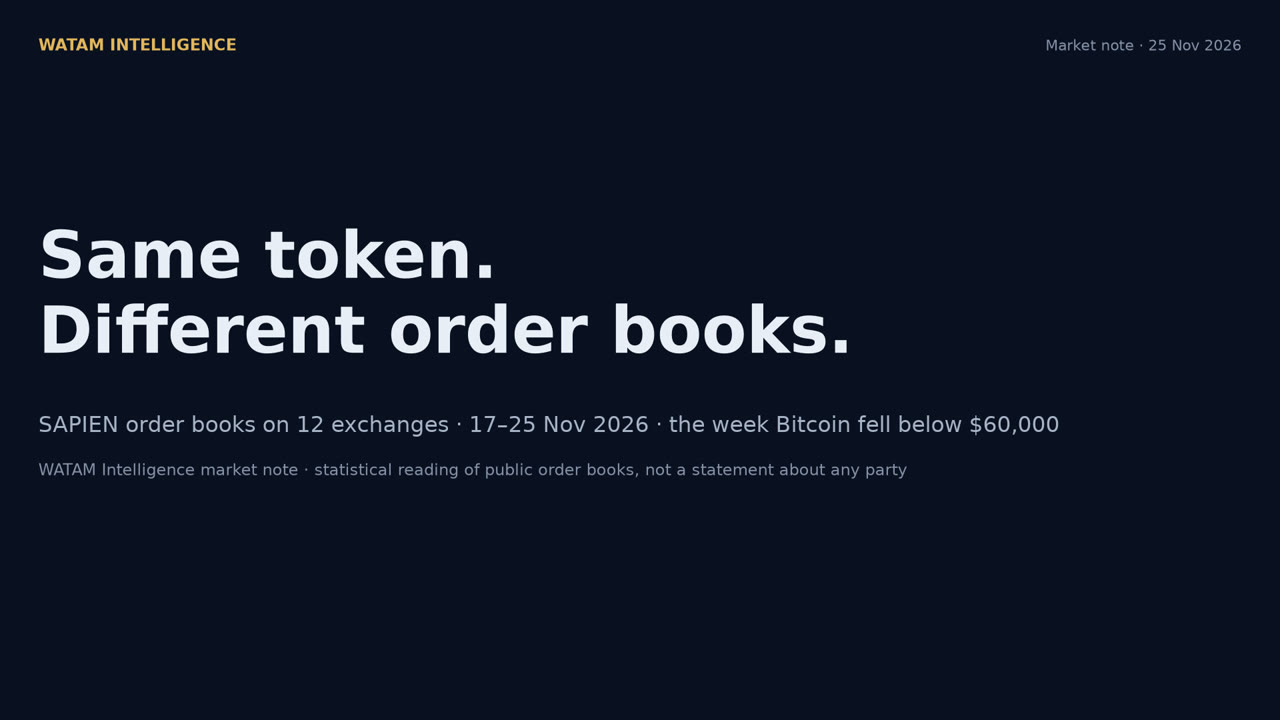 WATAM INTELLIGENCE
Market note · 25 Nov 2026
Same token.
Different order books.
SAPIEN order books on 12 exchanges · 17–25 Nov 2026 · the week Bitcoin fell below $60,000
WATAM Intelligence market note · statistical reading of public order books, not a statement about any party